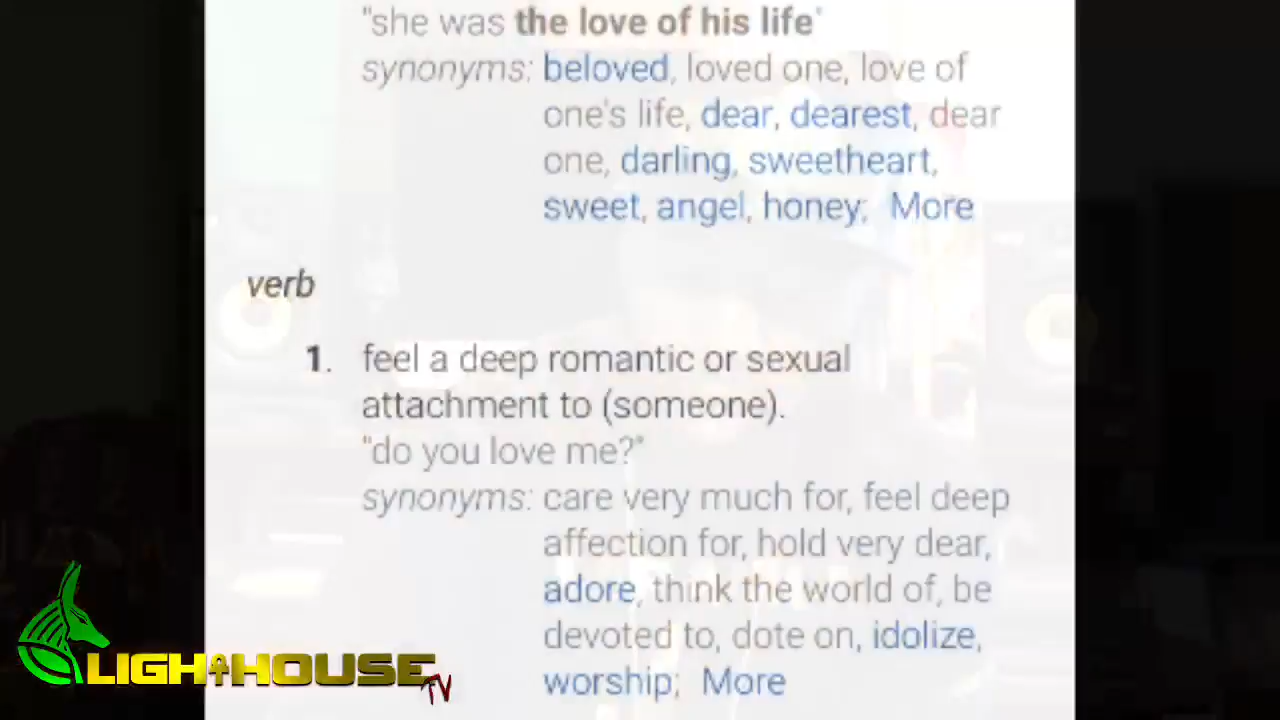 "she was the love of his life"
synonyms: beloved, loved one, love of
one's life, dear, dearest, dear
one, darling, sweetheart,
sweet, angel, honey; More
verb
1. feel a deep romantic or sexual
attachment to (someone).
"do you love me?"
synonyms: care very much for, feel deep
affection for, hold very dear,
adore, think the world of, be
devoted to, dote on, idolize,
worship; More
LIGHTHOUSE
TV